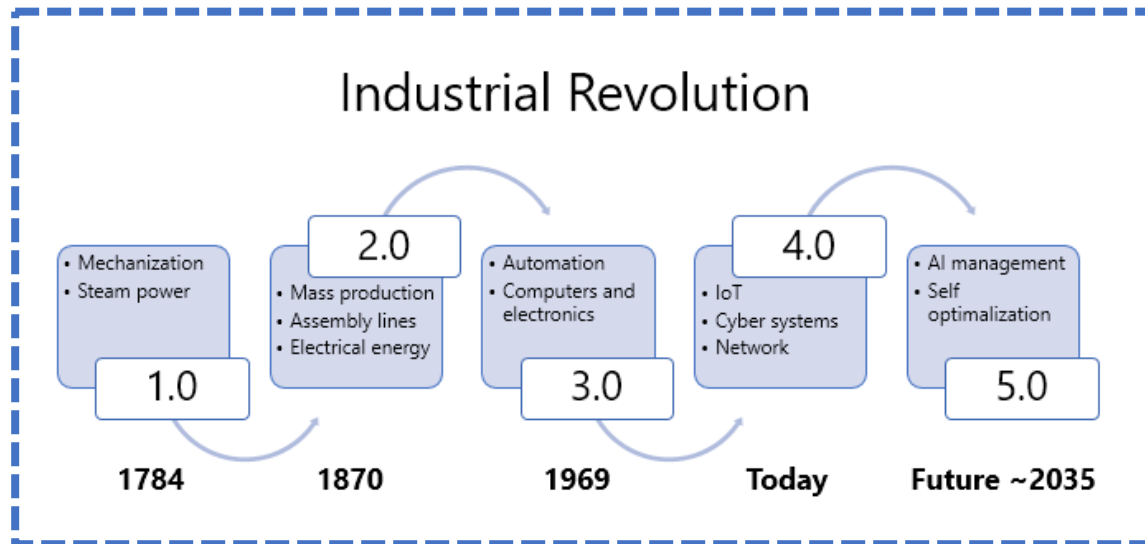 Industrial Revolution
• Mechanization
• Steam power
1.0
1784
2.0
• Mass production
• Assembly lines
• Electrical energy
1870
• Automation
• Computers and
electronics
3.0
1969
4.0
• IoT
• Cyber systems
• Network
Today
• AI management
• Self
optimalization
5.0
Future ~2035